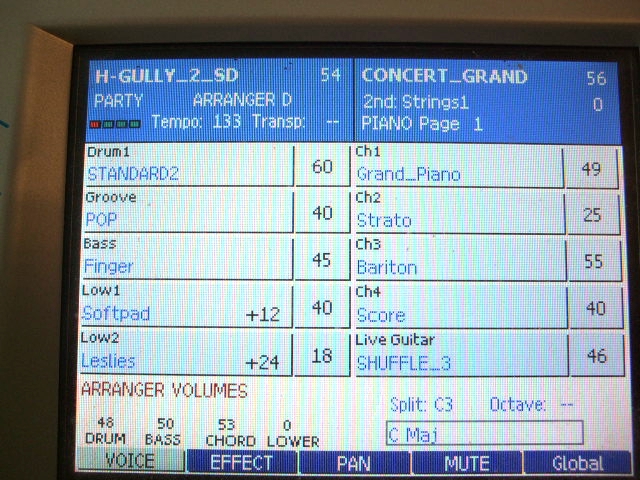 H-GULLY_2_SD 54
PARTY ARRANGER D
Tempo: 133 Transp: --
CONCERT_GRAND 56
2nd: Strings1 0
PIANO Page 1
Drum1
STANDARD2 60
Groove
POP 40
Bass
Finger 45
Low1
Softpad +12 40
Low2
Leslies +24 18
Ch1
Grand_Piano 49
Ch2
Strato 25
Ch3
Bariton 55
Ch4
Score 40
Live Guitar
SHUFFLE_3 46
ARRANGER VOLUMES
48 50 53 0
DRUM BASS CHORD LOWER
Split: C3 Octave: --
C Maj
VOICE EFFECT PAN MUTE Global